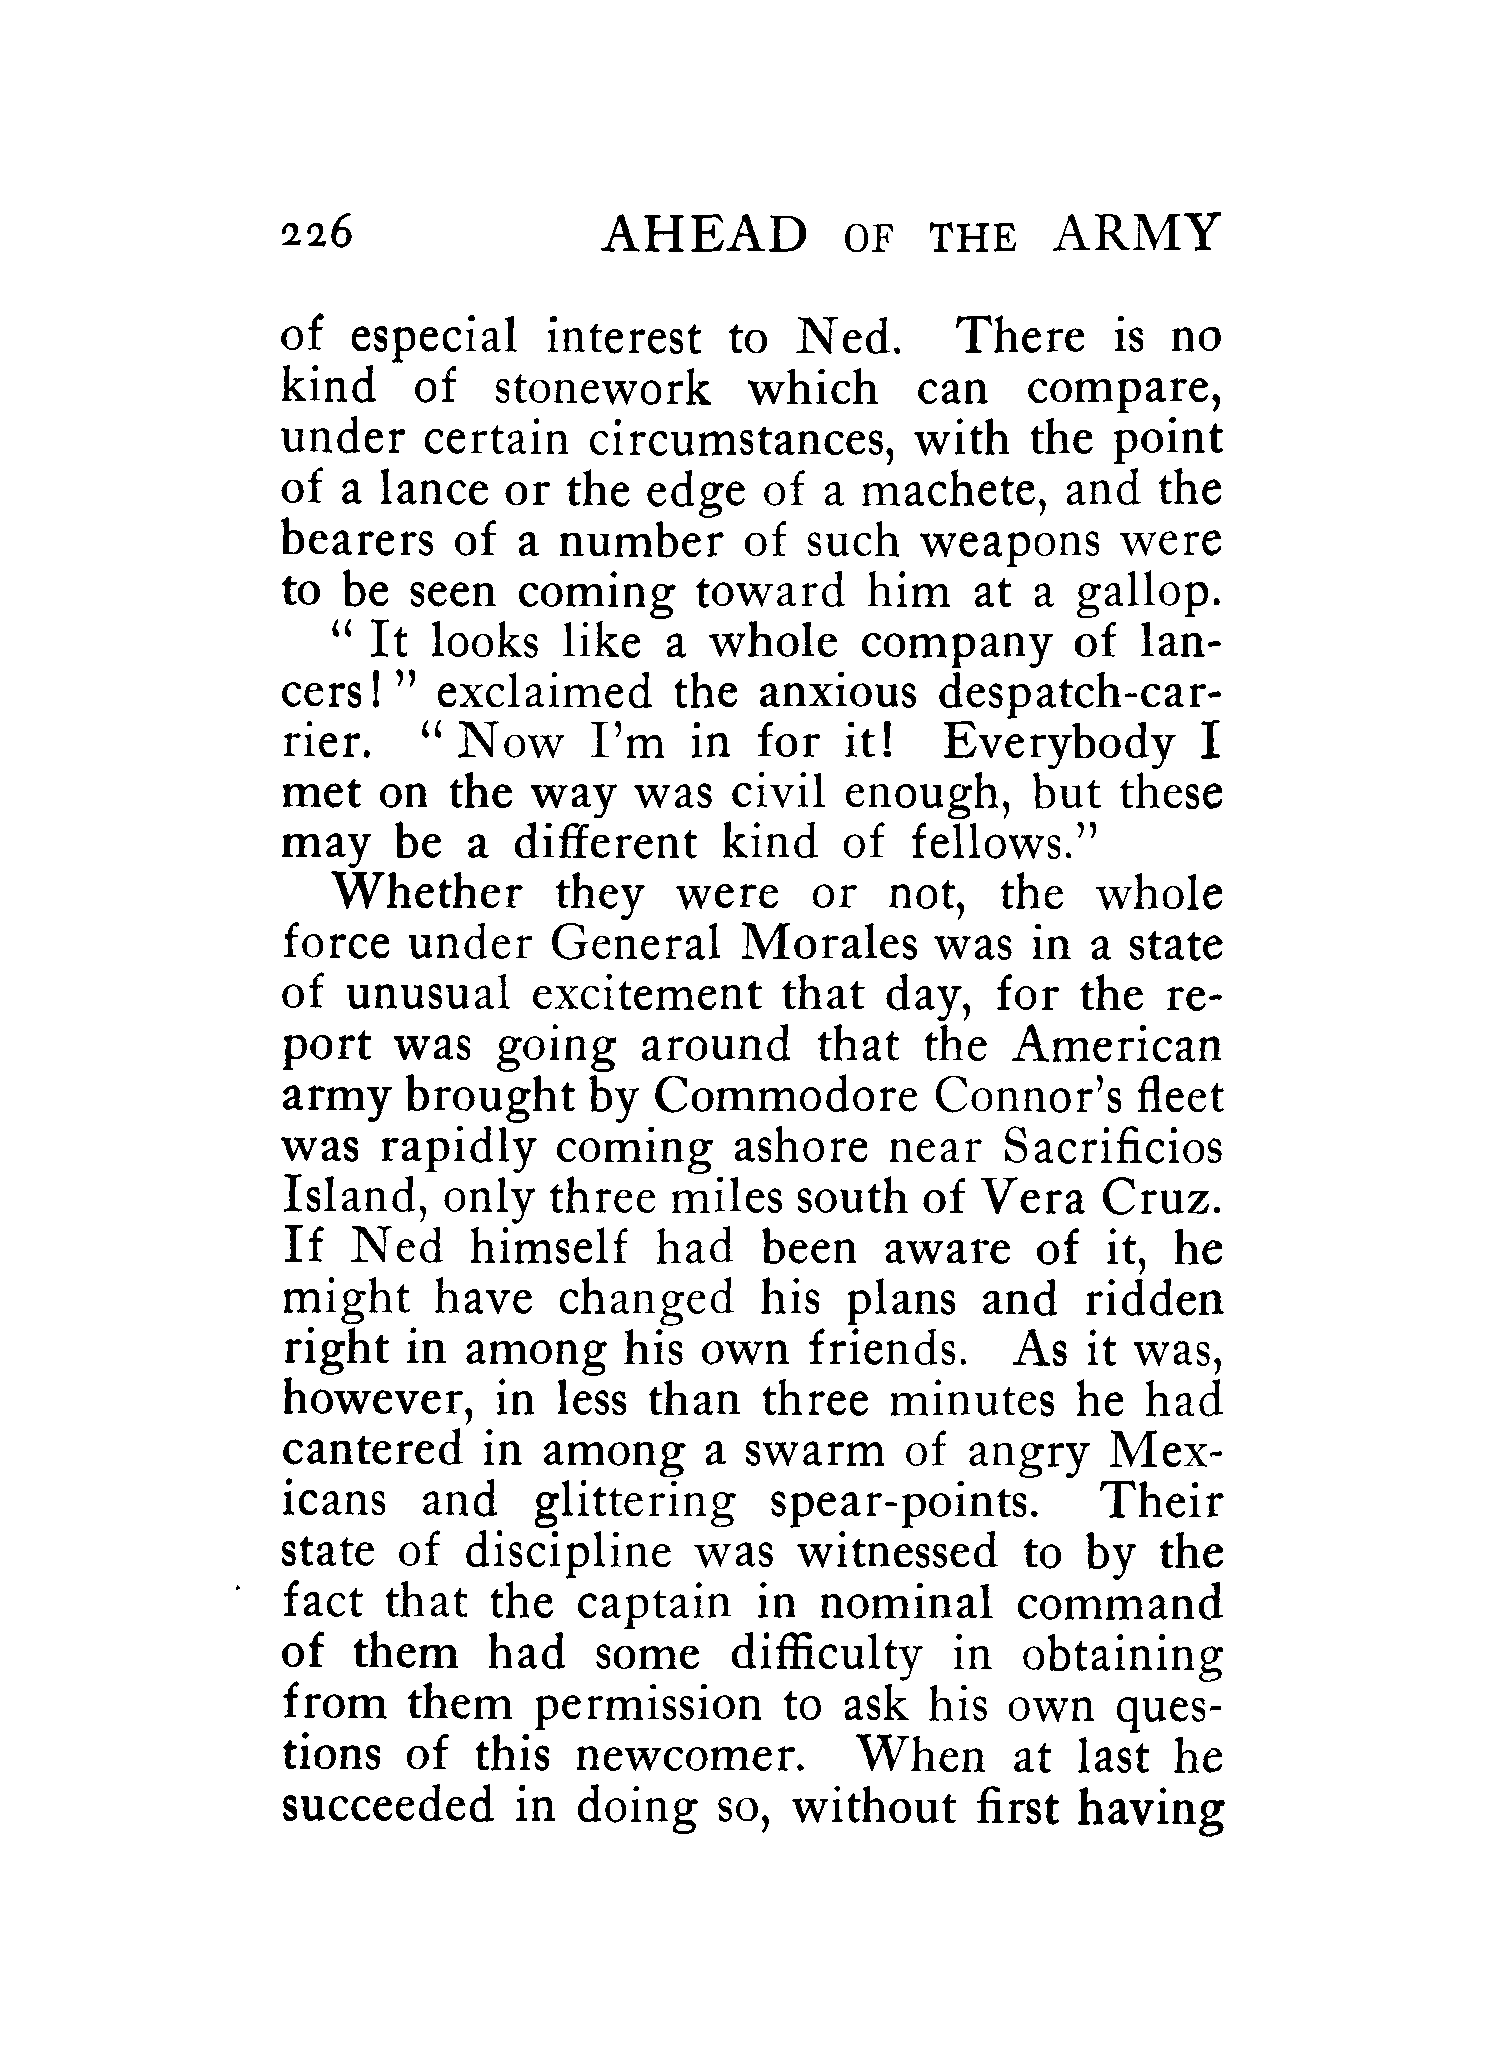 226 AHEAD OF THE ARMY
of especial interest to Ned. There is no
kind of stonework which can compare,
under certain circumstances, with the point
of a lance or the edge of a machete, and the
bearers of a number of such weapons were
to be seen coming toward him at a gallop.
“ It looks like a whole company of lan-
cers! ” exclaimed the anxious despatch-car-
rier. “ Now I’m in for it! Everybody I
met on the way was civil enough, but these
may be a different kind of fellows.”
Whether they were or not, the whole
force under General Morales was in a state
of unusual excitement that day, for the re-
port was going around that the American
army brought by Commodore Connor’s fleet
was rapidly coming ashore near Sacrificios
Island, only three miles south of Vera Cruz.
If Ned himself had been aware of it, he
might have changed his plans and ridden
right in among his own friends. As it was,
however, in less than three minutes he had
cantered in among a swarm of angry Mex-
icans and glittering spear-points. Their
state of discipline was witnessed to by the
fact that the captain in nominal command
of them had some difficulty in obtaining
from them permission to ask his own ques-
tions of this newcomer. When at last he
succeeded in doing so, without first having